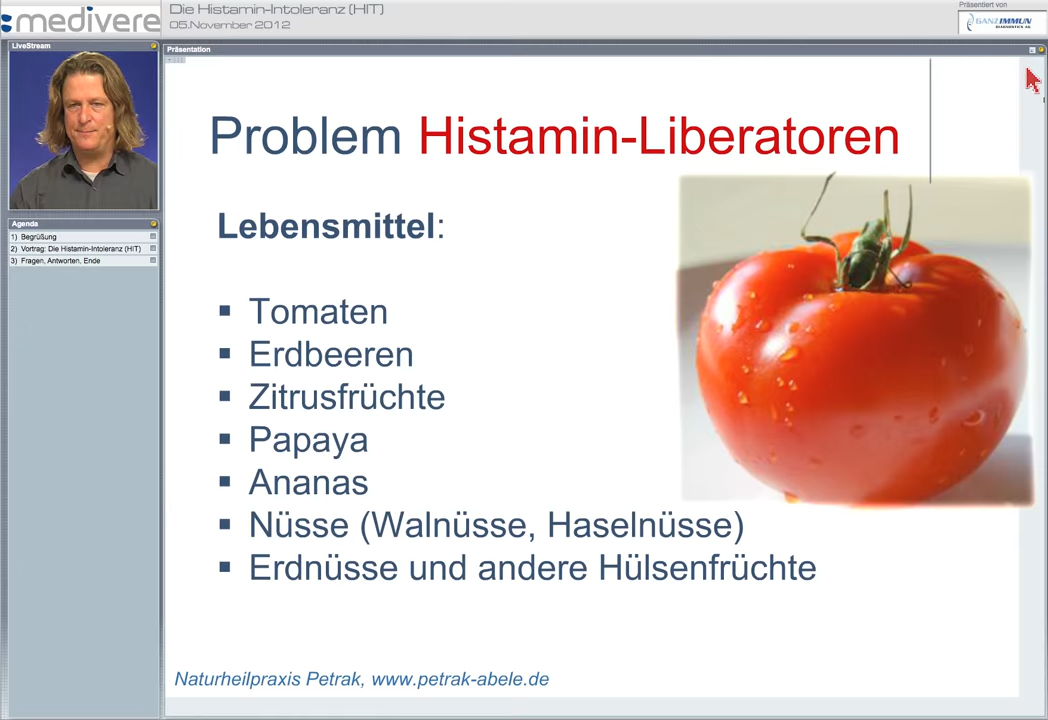 medivere
Die Histamin-Intoleranz (HIT)
05.November 2012
Präsentiert von
GANZIMMUN
DIAGNOSTICS AG
LiveStream
Präsentation
Problem Histamin-Liberatoren
Lebensmittel:
Agenda
1) Begrüßung
2) Vortrag: Die Histamin-Intoleranz (HIT)
3) Fragen, Antworten, Ende
▪ Tomaten
▪ Erdbeeren
▪ Zitrusfrüchte
▪ Papaya
▪ Ananas
▪ Nüsse (Walnüsse, Haselnüsse)
▪ Erdnüsse und andere Hülsenfrüchte
Naturheilpraxis Petrak, www.petrak-abele.de